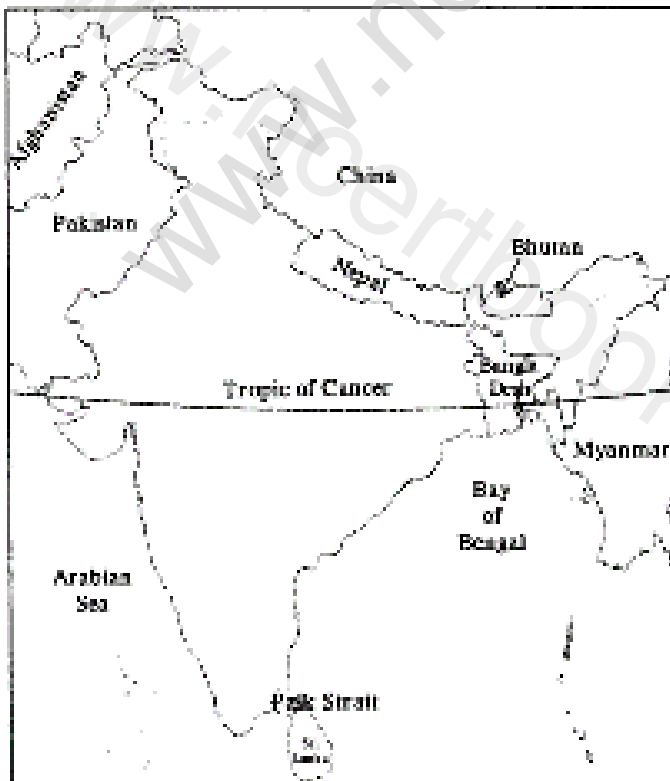 Afghanistan
China
Pakistan
Bhutan
Nepal
Bangla
Desh
Tropic of Cancer
Myanmar
Bay
of
Bengal
Arabian
Sea
Palk Strait
Sri
Lanka